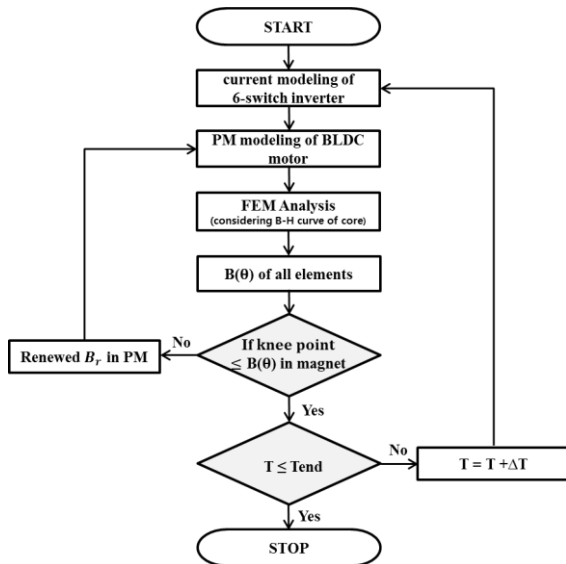 START
current modeling of
6-switch inverter
PM modeling of BLDC
motor
FEM Analysis
(considering B-H curve of core)
B(θ) of all elements
If knee point
≤ B(θ) in magnet
No
Renewed B_r in PM
Yes
T ≤ Tend
No
T = T +ΔT
Yes
STOP